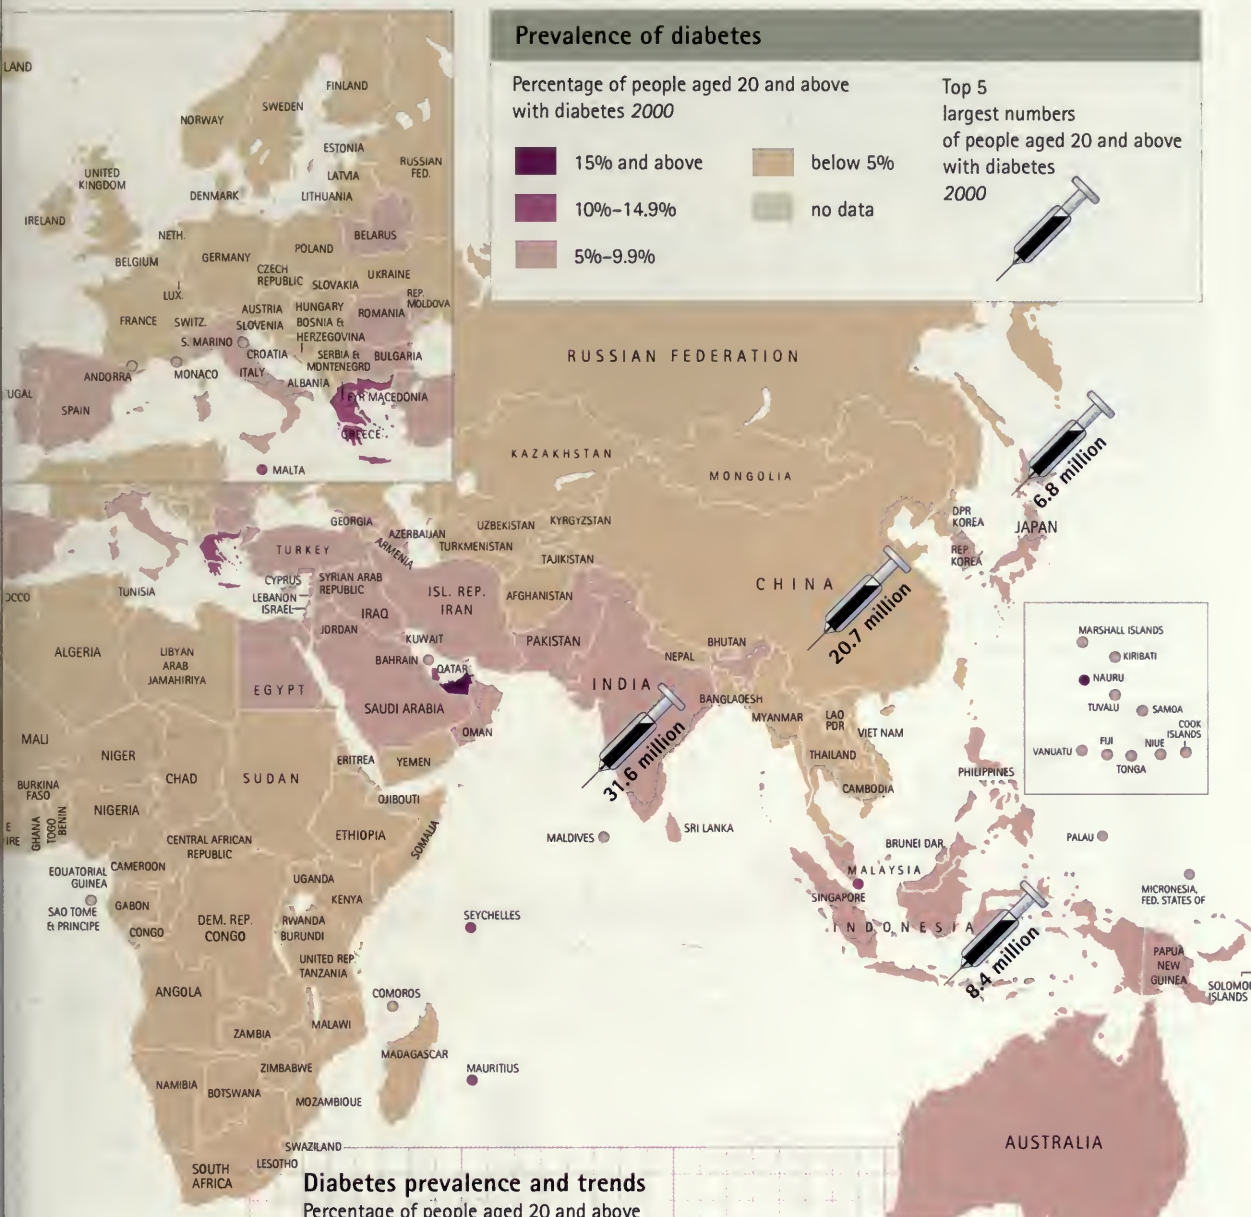 Prevalence of diabetes
Percentage of people aged 20 and above
with diabetes 2000
15% and above
10%–14.9%
5%–9.9%
below 5%
no data
Top 5
largest numbers
of people aged 20 and above
with diabetes
2000
LAND
FINLAND
SWEDEN
NORWAY
ESTONIA
RUSSIAN
FED.
LATVIA
UNITED
KINGDOM
DENMARK
LITHUANIA
IRELAND
NETH.
BELARUS
BELGIUM
GERMANY
POLAND
CZECH
REPUBLIC
SLOVAKIA
UKRAINE
LUX.
AUSTRIA
HUNGARY
REP.
MOLDOVA
FRANCE
SWITZ.
SLOVENIA
BOSNIA &
HERZEGOVINA
ROMANIA
S. MARINO
CROATIA
SERBIA &
MONTENEGRO
BULGARIA
ANDORRA
MONACO
ITALY
ALBANIA
UGAL
SPAIN
F.Y.R MACEDONIA
GREECE
MALTA
RUSSIAN FEDERATION
KAZAKHSTAN
MONGOLIA
6.8 million
GEORGIA
AZERBAIJAN
ARMENIA
UZBEKISTAN
KYRGYZSTAN
TURKMENISTAN
TAJIKISTAN
DPR
KOREA
JAPAN
REP.
KOREA
TURKEY
CYPRUS
SYRIAN ARAB
REPUBLIC
LEBANON
ISRAEL
ISL. REP.
IRAN
AFGHANISTAN
CHINA
20.7 million
OCCO
TUNISIA
IRAQ
JORDAN
KUWAIT
PAKISTAN
BHUTAN
NEPAL
ALGERIA
LIBYAN
ARAB
JAMAHIRIYA
EGYPT
BAHRAIN
QATAR
SAUDI ARABIA
OMAN
INDIA
31.6 million
BANGLADESH
MYANMAR
LAO
PDR
VIET NAM
THAILAND
CAMBODIA
PHILIPPINES
MARSHALL ISLANDS
KIRIBATI
NAURU
TUVALU
SAMOA
COOK
ISLANDS
VANUATU
FIJI
NIUE
TONGA
MALI
NIGER
CHAD
SUDAN
ERITREA
YEMEN
BURKINA
FASO
NIGERIA
DJIBOUTI
E
IRE
GHANA
TOGO
BENIN
CENTRAL AFRICAN
REPUBLIC
ETHIOPIA
SOMALIA
MALDIVES
SRI LANKA
BRUNEI DAR.
MALAYSIA
SINGAPORE
INDONESIA
8.4 million
PALAU
MICRONESIA,
FED. STATES OF
EQUATORIAL
GUINEA
CAMEROON
SAO TOME
& PRINCIPE
GABON
CONGO
DEM. REP.
CONGO
UGANDA
KENYA
RWANDA
BURUNDI
UNITED REP.
TANZANIA
SEYCHELLES
PAPUA
NEW
GUINEA
SOLOMO
ISLANDS
ANGOLA
COMOROS
ZAMBIA
MALAWI
MADAGASCAR
ZIMBABWE
MAURITIUS
NAMIBIA
BOTSWANA
MOZAMBIQUE
SWAZILAND
LESOTHO
SOUTH
AFRICA
AUSTRALIA
Diabetes prevalence and trends
Percentage of people aged 20 and above